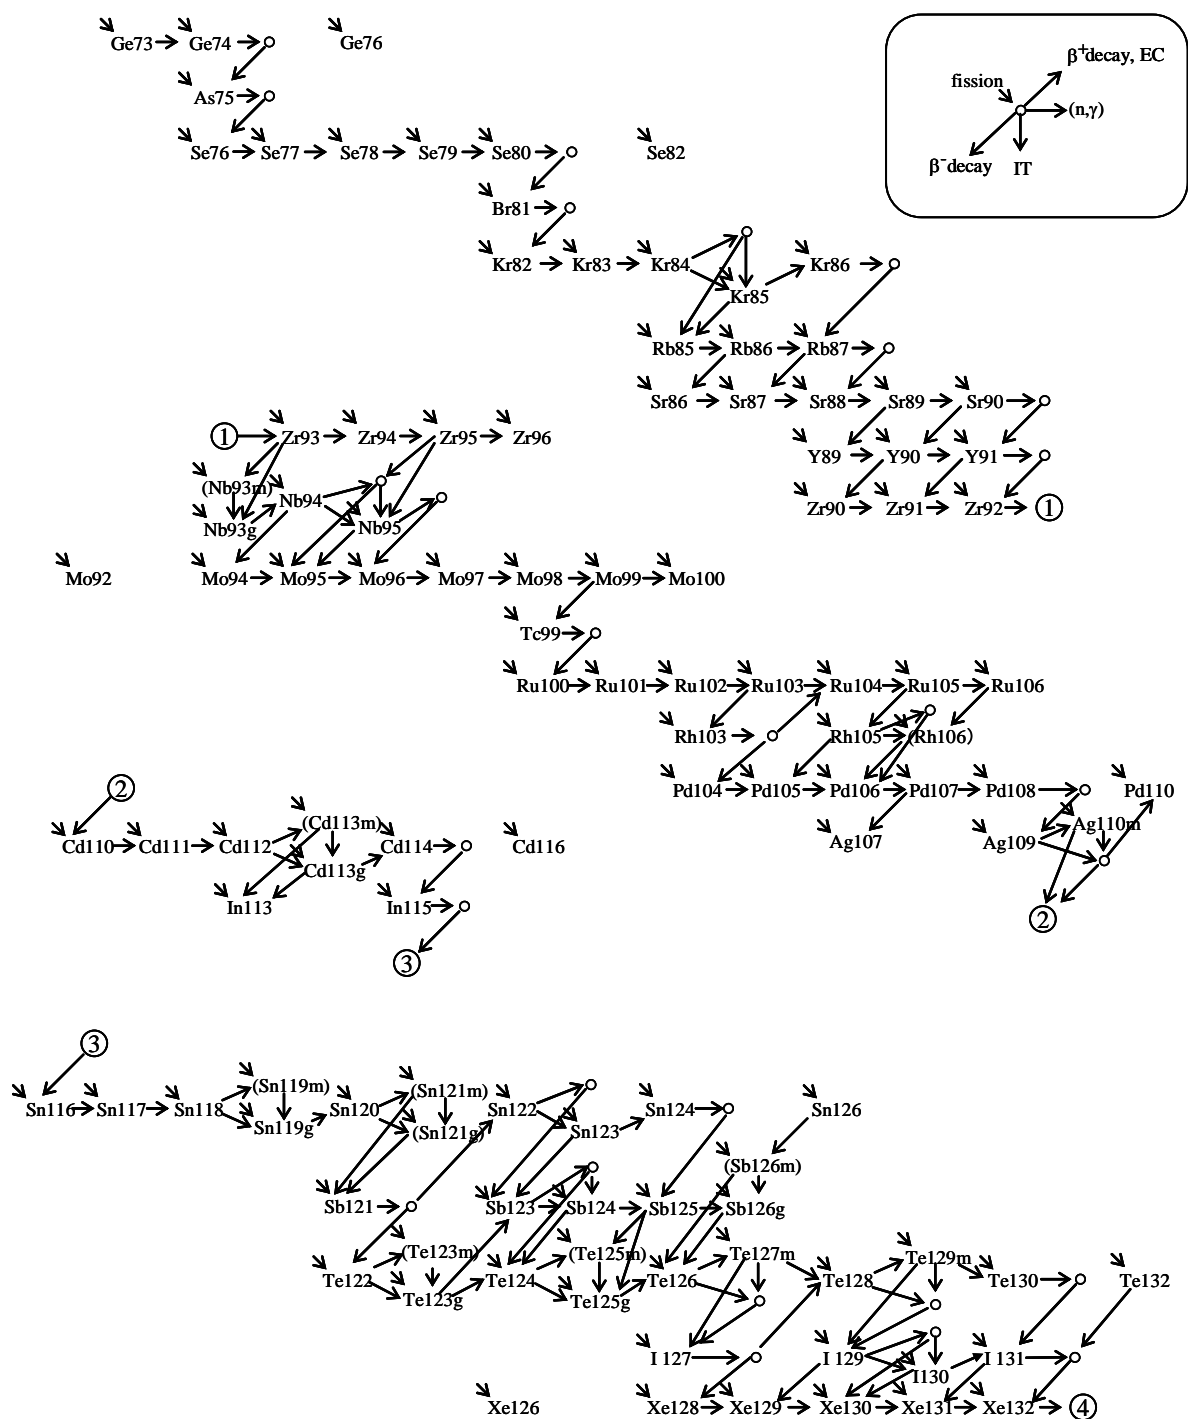 Ge73 Ge74 Ge76
β+decay, EC
fission
As75
(n,γ)
Se76 Se77 Se78 Se79 Se80 Se82
β-decay IT
Br81
Kr82 Kr83 Kr84 Kr86
Kr85
Rb85 Rb86 Rb87
Sr86 Sr87 Sr88 Sr89 Sr90
① Zr93 Zr94 Zr95 Zr96
Y89 Y90 Y91
(Nb93m) Nb94
Zr90 Zr91 Zr92 ①
Nb93g Nb95
Mo92 Mo94 Mo95 Mo96 Mo97 Mo98 Mo99 Mo100
Tc99
Ru100 Ru101 Ru102 Ru103 Ru104 Ru105 Ru106
Rh103 Rh105 (Rh106)
② Pd104 Pd105 Pd106 Pd107 Pd108 Pd110
(Cd113m) Ag110m
Cd110 Cd111 Cd112 Cd114 Cd116 Ag107 Ag109
Cd113g
In113 In115
②
③
③
(Sn119m) (Sn121m)
Sn116 Sn117 Sn118 Sn120 Sn122 Sn124 Sn126
Sn119g (Sn121g) Sn123
(Sb126m)
Sb121 Sb123 Sb124 Sb125 Sb126g
(Te123m) (Te125m) Te127m Te129m
Te122 Te124 Te126 Te128 Te130 Te132
Te123g Te125g
I 127 I 129 I 131
I130
Xe126 Xe128 Xe129 Xe130 Xe131 Xe132 ④